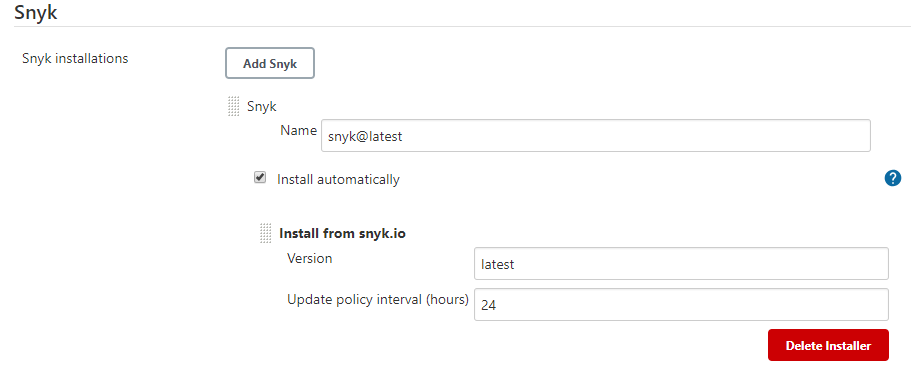 Snyk
Snyk installations
Add Snyk
Snyk
Name
snyk@latest
Install automatically
?
Install from snyk.io
Version
latest
Update policy interval (hours)
24
Delete Installer